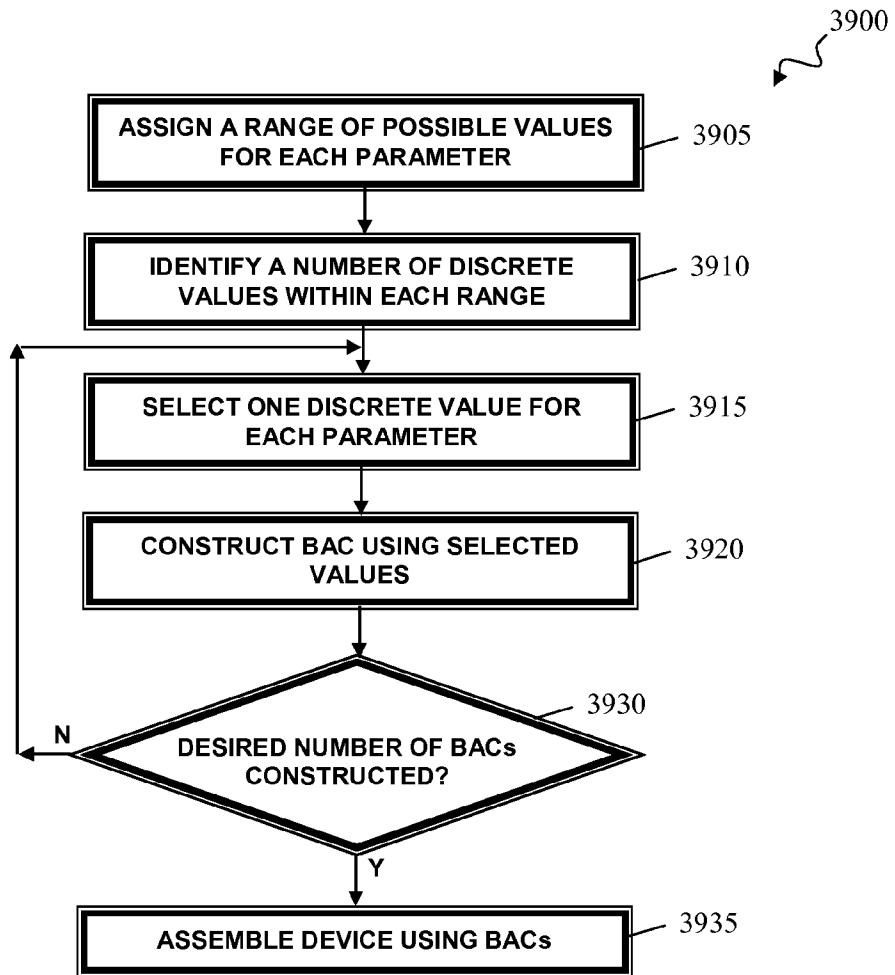 3900
ASSIGN A RANGE OF POSSIBLE VALUES
FOR EACH PARAMETER
3905
IDENTIFY A NUMBER OF DISCRETE
VALUES WITHIN EACH RANGE
3910
SELECT ONE DISCRETE VALUE FOR
EACH PARAMETER
3915
CONSTRUCT BAC USING SELECTED
VALUES
3920
3930
N
DESIRED NUMBER OF BACs
CONSTRUCTED?
Y
ASSEMBLE DEVICE USING BACs
3935